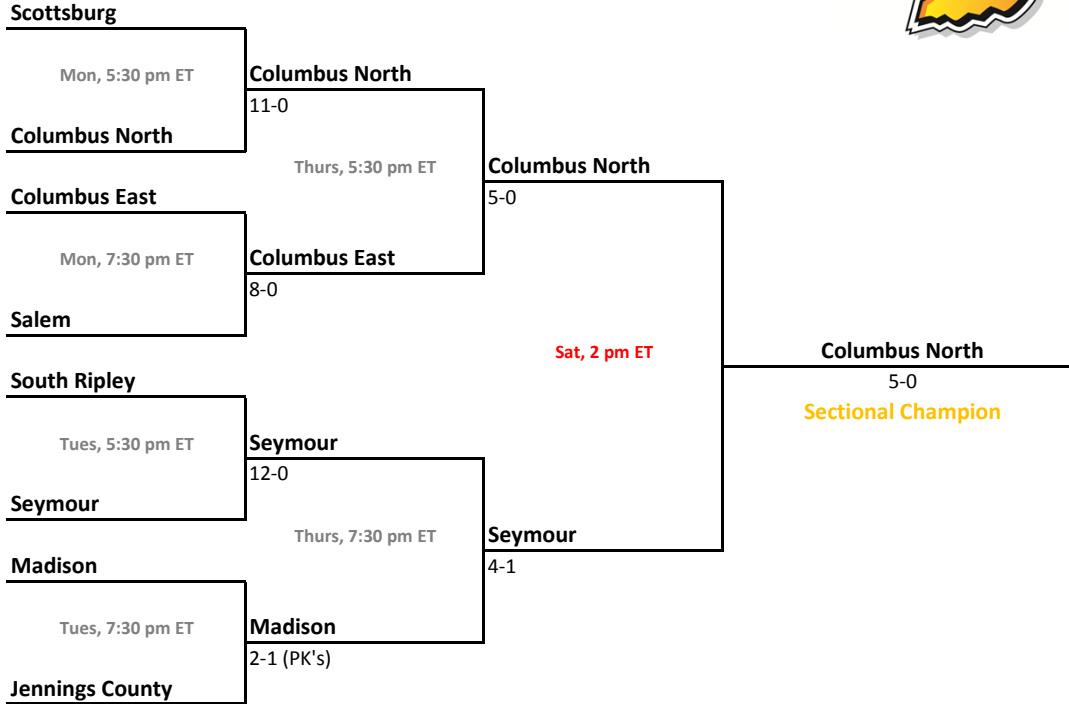 Scottsburg
Mon, 5:30 pm ET
Columbus North
11-0
Columbus North
Thurs, 5:30 pm ET
Columbus North
5-0
Columbus East
Mon, 7:30 pm ET
Columbus East
8-0
Salem
Sat, 2 pm ET
Columbus North
5-0
Sectional Champion
South Ripley
Tues, 5:30 pm ET
Seymour
12-0
Seymour
Thurs, 7:30 pm ET
Seymour
4-1
Madison
Tues, 7:30 pm ET
Madison
2-1 (PK's)
Jennings County